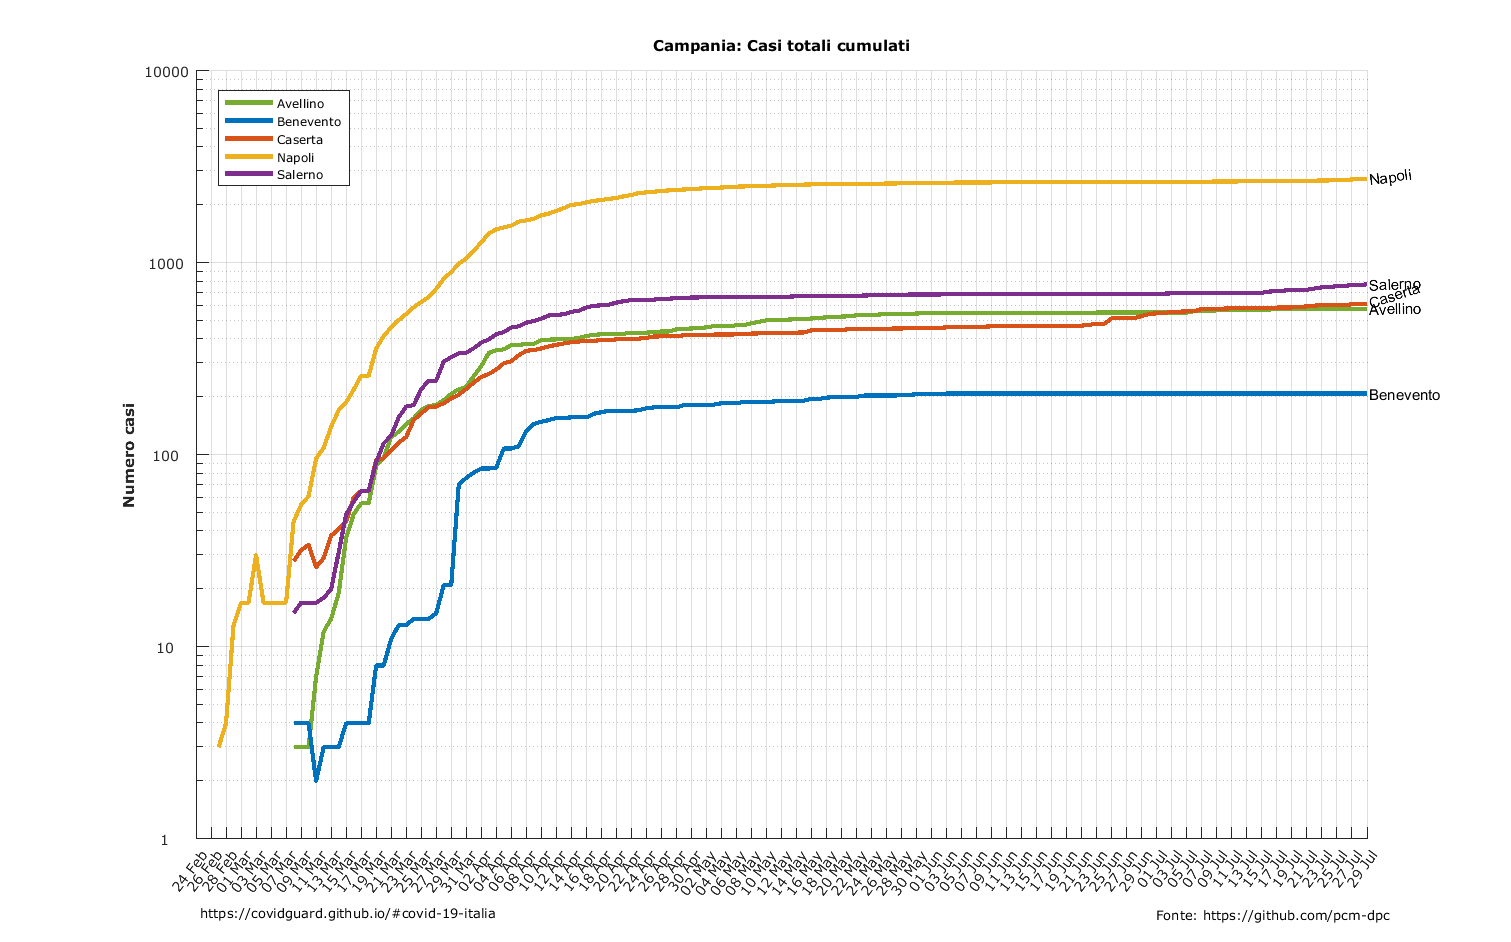 Campania: Casi totali cumulati
10000
1000
100
10
1
Numero casi
Avellino
Benevento
Caserta
Napoli
Salerno
Napoli
Salerno
Caserta
Avellino
Benevento
24 Feb
26 Feb
28 Feb
01 Mar
03 Mar
05 Mar
07 Mar
09 Mar
11 Mar
13 Mar
15 Mar
17 Mar
19 Mar
21 Mar
23 Mar
25 Mar
27 Mar
29 Mar
31 Mar
02 Apr
04 Apr
06 Apr
08 Apr
10 Apr
12 Apr
14 Apr
16 Apr
18 Apr
20 Apr
22 Apr
24 Apr
26 Apr
28 Apr
30 Apr
02 May
04 May
06 May
08 May
10 May
12 May
14 May
16 May
18 May
20 May
22 May
24 May
26 May
28 May
30 May
01 Jun
03 Jun
05 Jun
07 Jun
09 Jun
11 Jun
13 Jun
15 Jun
17 Jun
19 Jun
21 Jun
23 Jun
25 Jun
27 Jun
29 Jun
01 Jul
03 Jul
05 Jul
07 Jul
09 Jul
11 Jul
13 Jul
15 Jul
17 Jul
19 Jul
21 Jul
23 Jul
25 Jul
27 Jul
29 Jul
https://covidguard.github.io/#covid-19-italia
Fonte: https://github.com/pcm-dpc